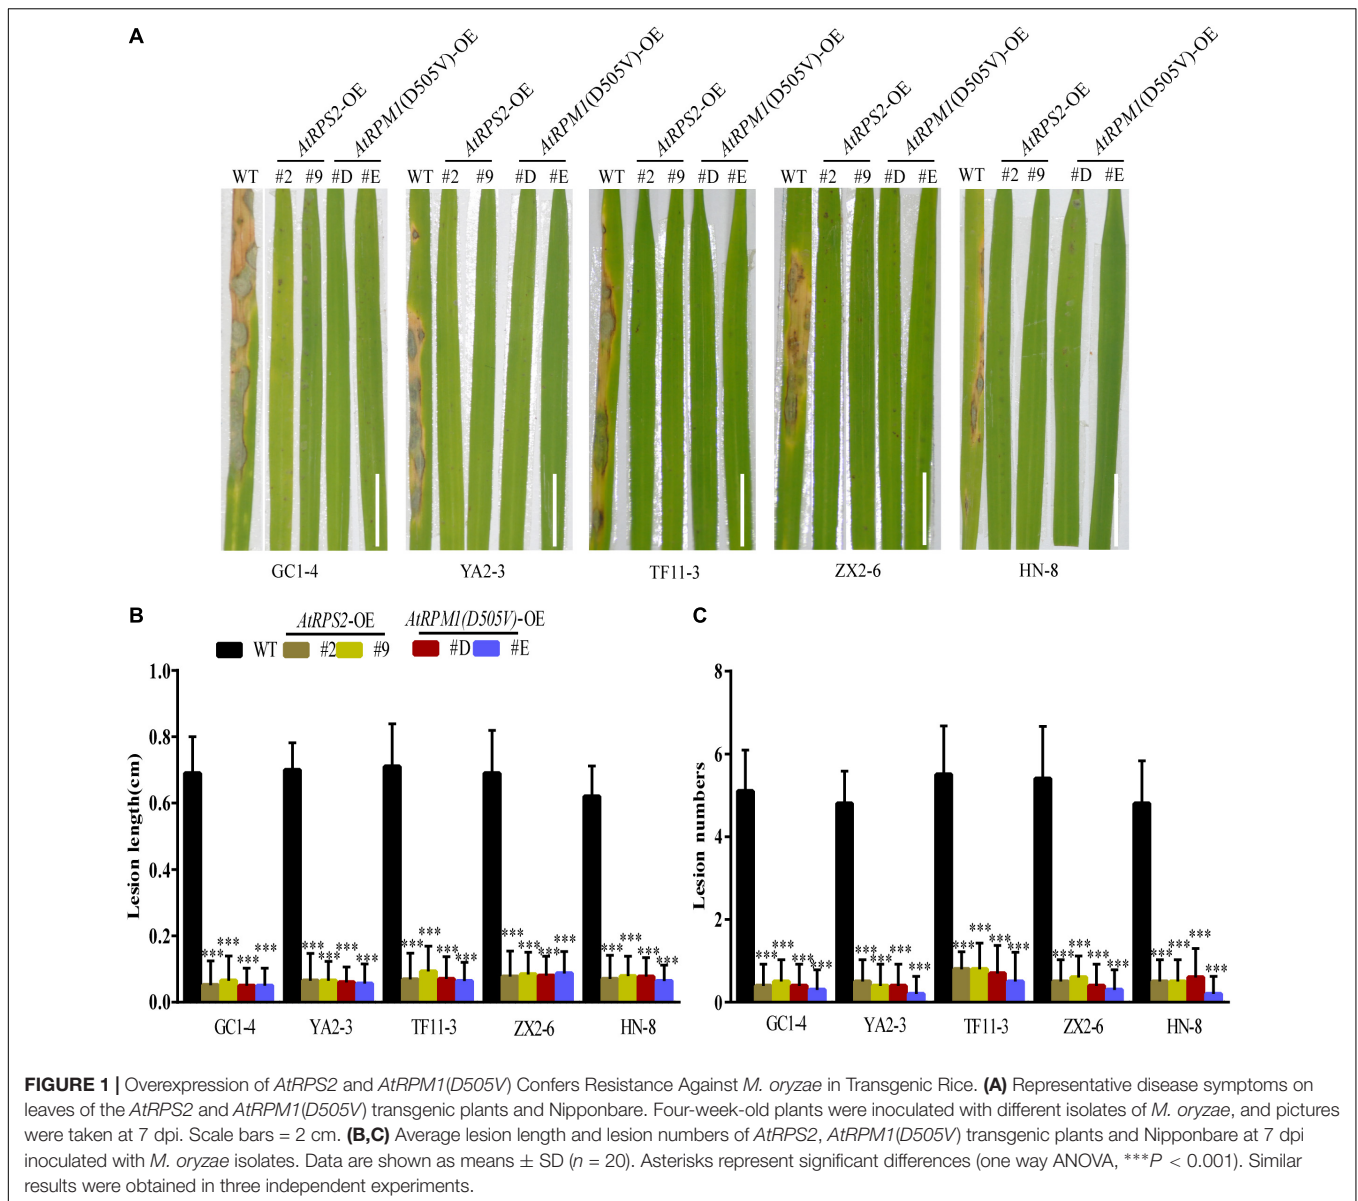 A
AtRPS2-OE AtRPM1(D505V)-OE AtRPS2-OE AtRPM1(D505V)-OE AtRPS2-OE AtRPM1(D505V)-OE AtRPS2-OE AtRPM1(D505V)-OE AtRPS2-OE AtRPM1(D505V)-OE
WT #2 #9 #D #E WT #2 #9 #D #E WT #2 #9 #D #E WT #2 #9 #D #E WT #2 #9 #D #E
GC1-4 YA2-3 TF11-3 ZX2-6 HN-8
B
AtRPS2-OE AtRPM1(D505V)-OE
WT #2 #9 #D #E
Lesion length(cm)
1.0
0.8
0.6
0.4
0.2
0.0
*** *** *** *** *** *** *** *** *** *** *** *** *** *** *** *** *** *** *** ***
GC1-4 YA2-3 TF11-3 ZX2-6 HN-8
C
Lesion numbers
8
6
4
2
0
*** *** *** *** *** *** *** *** *** *** *** *** *** *** *** *** *** *** *** ***
GC1-4 YA2-3 TF11-3 ZX2-6 HN-8
FIGURE 1 | Overexpression of AtRPS2 and AtRPM1(D505V) Confers Resistance Against M. oryzae in Transgenic Rice. (A) Representative disease symptoms on
leaves of the AtRPS2 and AtRPM1(D505V) transgenic plants and Nipponbare. Four-week-old plants were inoculated with different isolates of M. oryzae, and pictures
were taken at 7 dpi. Scale bars = 2 cm. (B,C) Average lesion length and lesion numbers of AtRPS2, AtRPM1(D505V) transgenic plants and Nipponbare at 7 dpi
inoculated with M. oryzae isolates. Data are shown as means ± SD (n = 20). Asterisks represent significant differences (one way ANOVA, ***P < 0.001). Similar
results were obtained in three independent experiments.